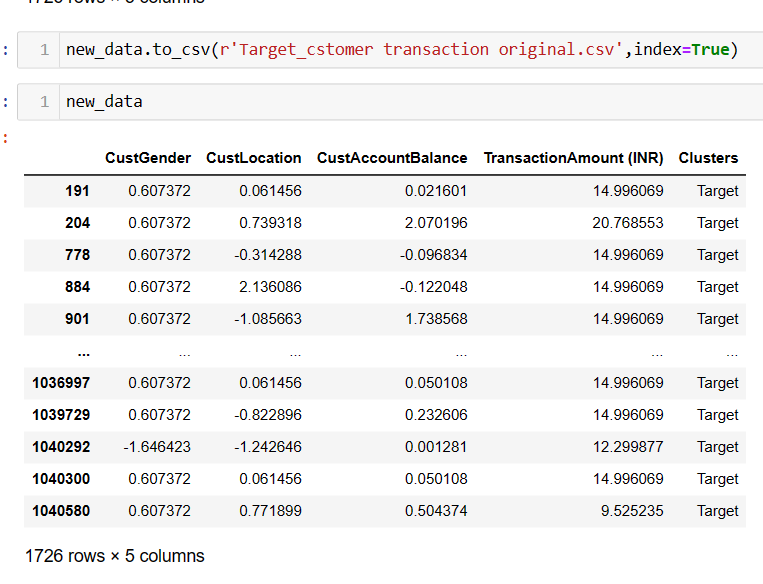 1726 rows × 5 columns
: 1 new_data.to_csv(r'Target_cstomer transaction original.csv',index=True)
: 1 new_data
:
CustGender CustLocation CustAccountBalance TransactionAmount (INR) Clusters
191 0.607372 0.061456 0.021601 14.996069 Target
204 0.607372 0.739318 2.070196 20.768553 Target
778 0.607372 -0.314288 -0.096834 14.996069 Target
884 0.607372 2.136086 -0.122048 14.996069 Target
901 0.607372 -1.085663 1.738568 14.996069 Target
... ... ... ... ... ...
1036997 0.607372 0.061456 0.050108 14.996069 Target
1039729 0.607372 -0.822896 0.232606 14.996069 Target
1040292 -1.646423 -1.242646 0.001281 12.299877 Target
1040300 0.607372 0.061456 0.050108 14.996069 Target
1040580 0.607372 0.771899 0.504374 9.525235 Target
1726 rows × 5 columns